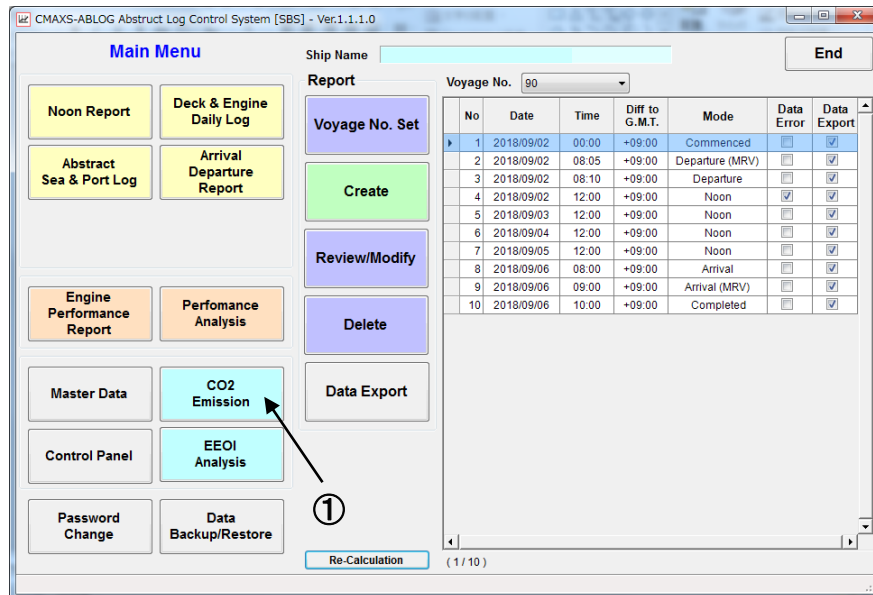 CMAXS-ABLOG Abstruct Log Control System [SBS] - Ver.1.1.1.0
Main Menu
Ship Name
End
Noon Report
Deck & Engine
Daily Log
Abstract
Sea & Port Log
Arrival
Departure
Report
Engine
Performance
Report
Perfomance
Analysis
Master Data
CO2
Emission
Control Panel
EEOI
Analysis
Password
Change
Data
Backup/Restore
①
Report
Voyage No. Set
Create
Review/Modify
Delete
Data Export
Re-Calculation
Voyage No. 90
No Date Time Diff to G.M.T. Mode Data Error Data Export
1 2018/09/02 00:00 +09:00 Commenced
2 2018/09/02 08:05 +09:00 Departure (MRV)
3 2018/09/02 08:10 +09:00 Departure
4 2018/09/02 12:00 +09:00 Noon
5 2018/09/03 12:00 +09:00 Noon
6 2018/09/04 12:00 +09:00 Noon
7 2018/09/05 12:00 +09:00 Noon
8 2018/09/06 08:00 +09:00 Arrival
9 2018/09/06 09:00 +09:00 Arrival (MRV)
10 2018/09/06 10:00 +09:00 Completed
( 1 / 10 )